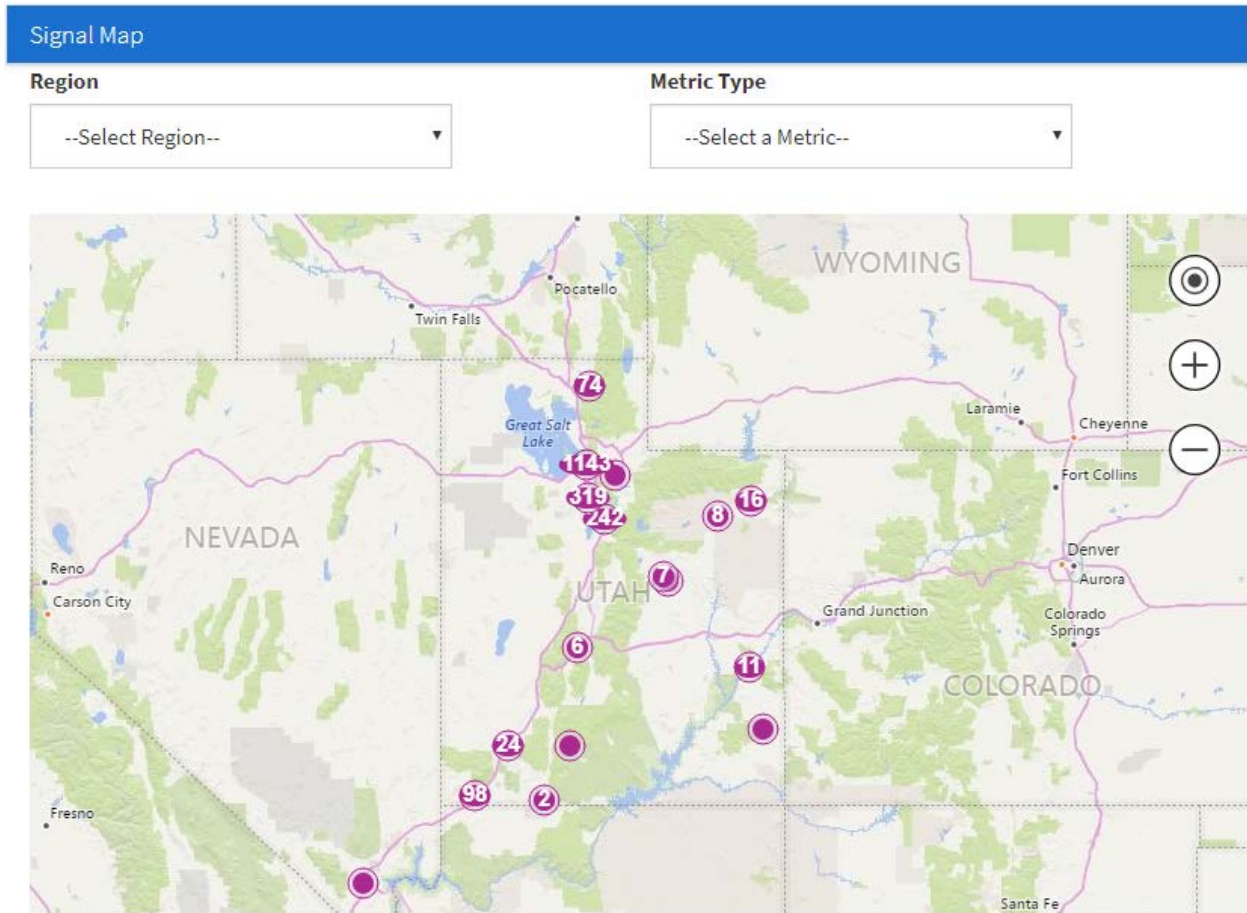 Signal Map
Region
Metric Type
--Select Region--
--Select a Metric--
WYOMING
Pocatello
Twin Falls
74
Laramie
Cheyenne
Great Salt
Lake
1143
Fort Collins
319
16
8
242
NEVADA
Denver
Reno
7
Aurora
UTAH
Carson City
Grand Junction
Colorado
Springs
6
11
COLORADO
24
98
2
Fresno
Santa Fe